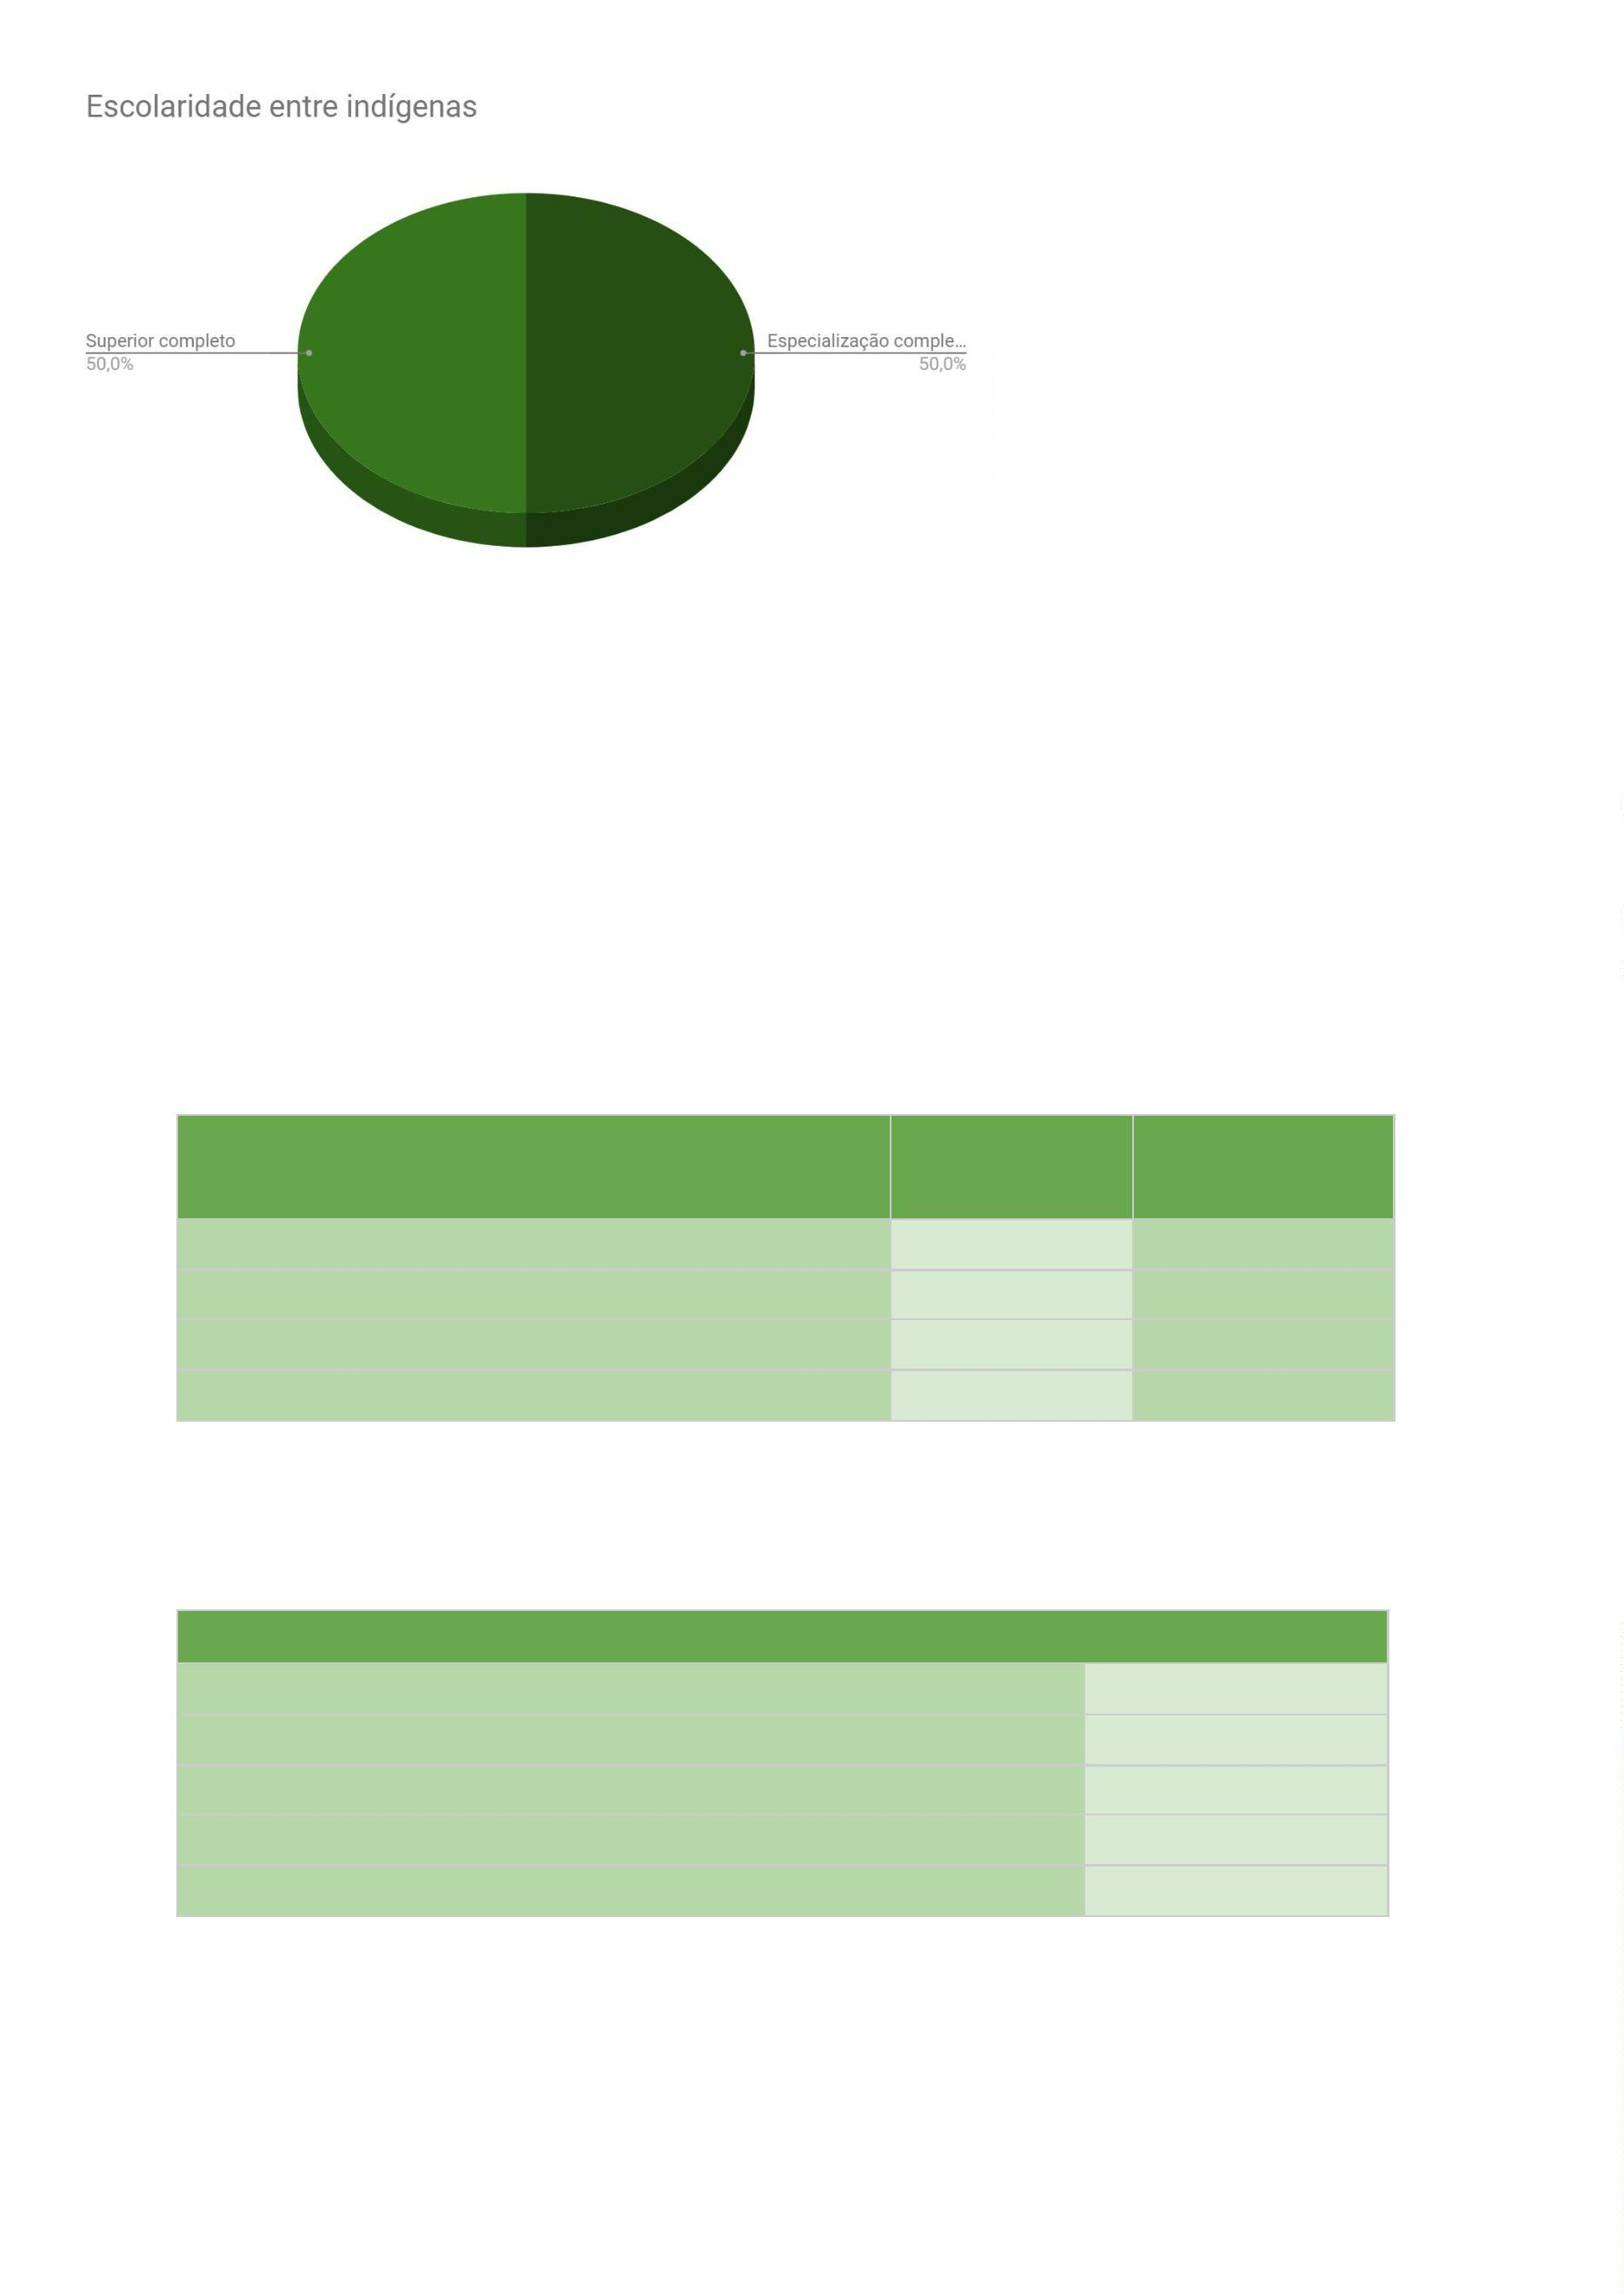 Escolaridade entre indígenas
Superior completo
50,0%
Especialização comple...
50,0%